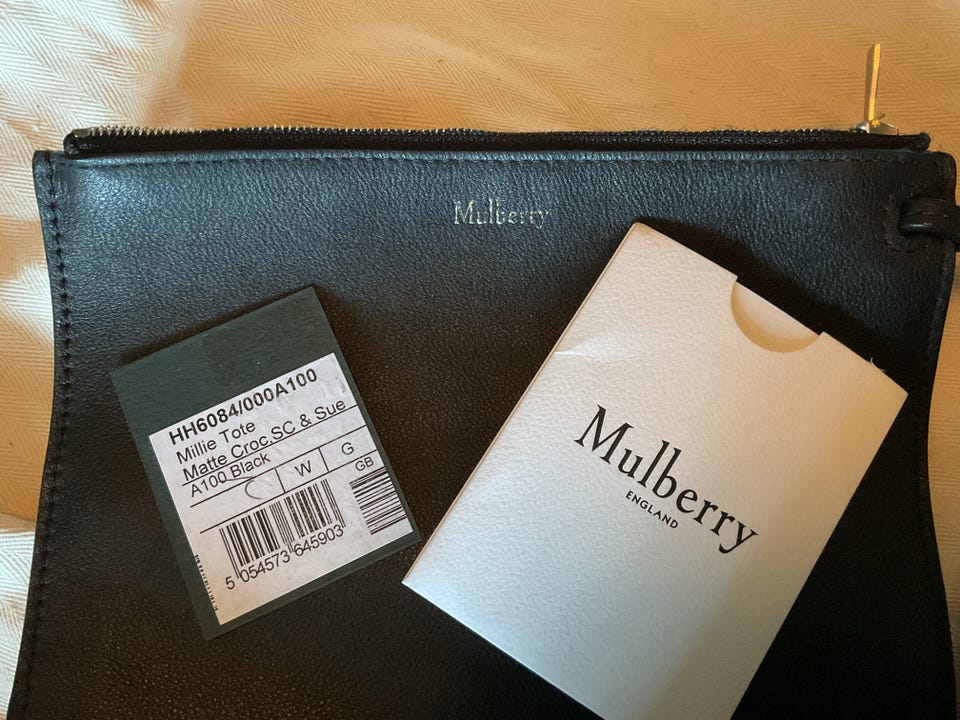 Mulberry
HH6084/000A100
Millie Tote
Matte Croc,SC & Sue
A100 Black
C W G
GB
5 054573 645903
Mulberry
ENGLAND